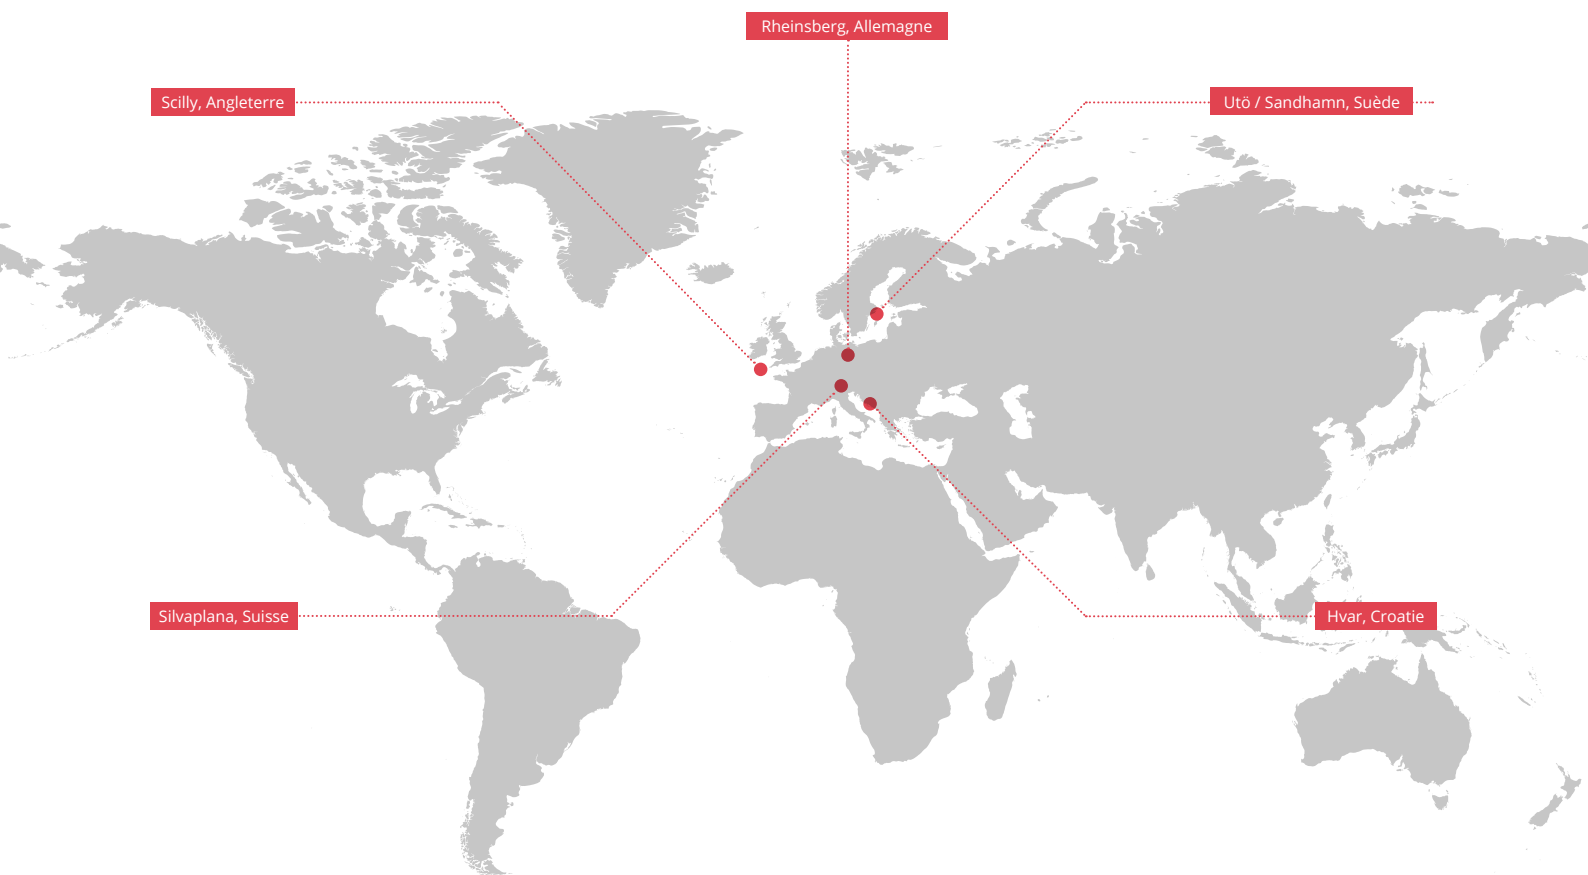 Rheinsberg, Allemagne
Scilly, Angleterre
Utö / Sandhamn, Suède
Silvaplana, Suisse
Hvar, Croatie